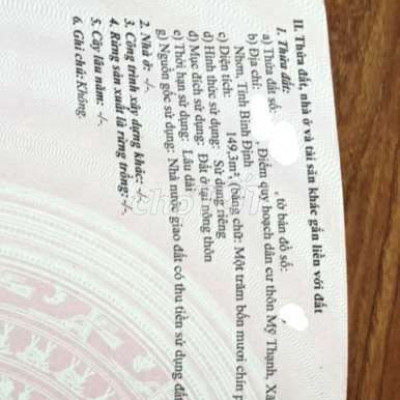 II. Thửa đất, nhà ở và tài sản khác gắn liền với đất
1. Thửa đất:
a) Thửa đất số: , tờ bản đồ số: ,
b) Địa chỉ: , Điểm quy hoạch dân cư thôn Mỹ Thạnh, Xã
Nhơn, Tỉnh Bình Định
c) Diện tích: 149,3m², (bằng chữ: Một trăm bốn mươi chín p
d) Hình thức sử dụng: Sử dụng riêng
đ) Mục đích sử dụng: Đất ở tại nông thôn
e) Thời hạn sử dụng: Lâu dài
g) Nguồn gốc sử dụng: Nhà nước giao đất có thu tiền sử dụng đất
2. Nhà ở: -/-.
3. Công trình xây dựng khác: -/-.
4. Rừng sản xuất là rừng trồng: -/-.
5. Cây lâu năm: -/-.
6. Ghi chú: Không.